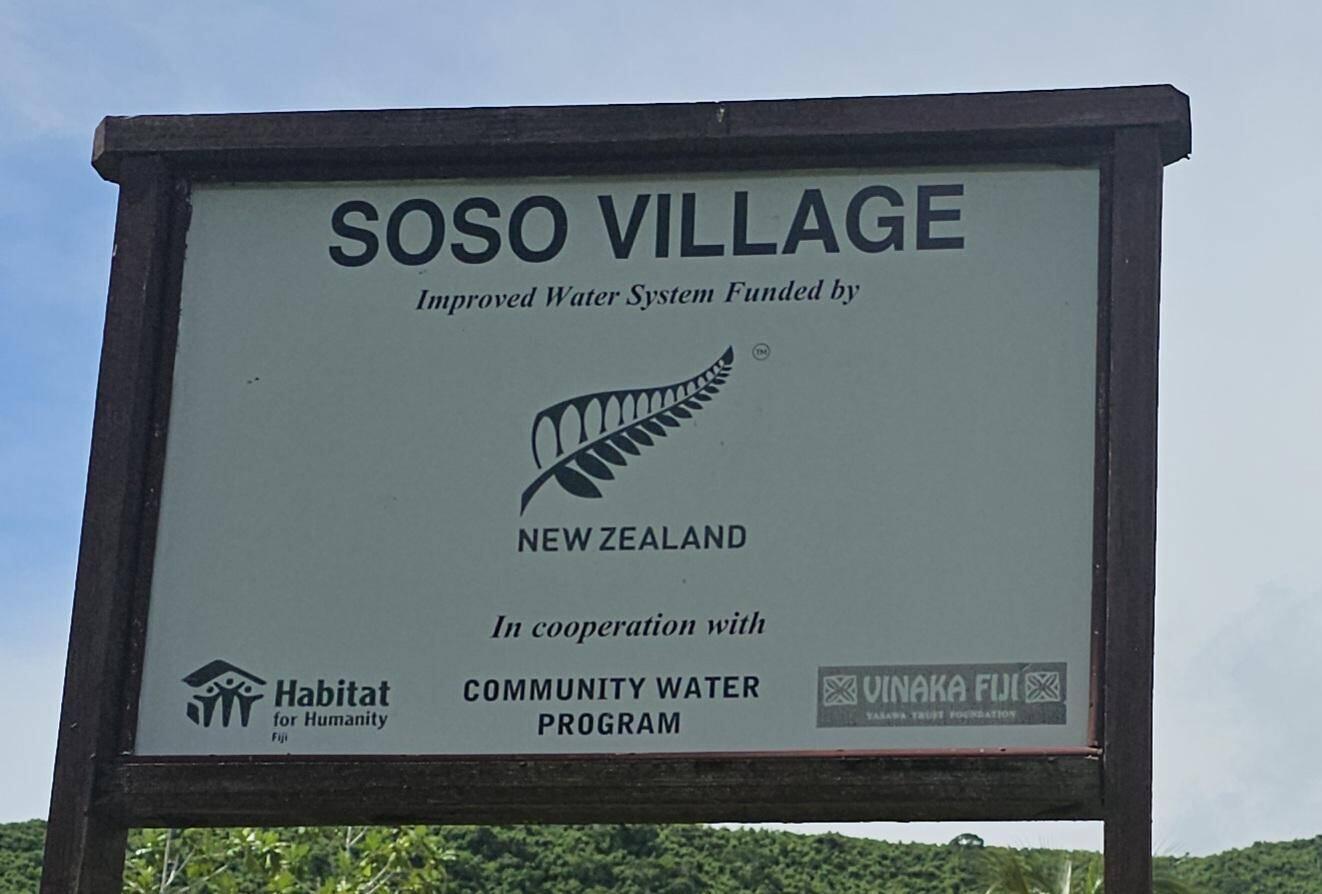 SOSO VILLAGE
Improved Water System Funded by
TM
NEW ZEALAND
In cooperation with
Habitat
for Humanity
Fiji
COMMUNITY WATER
PROGRAM
VINAKA FIJI
YASAWA TRUST FOUNDATION